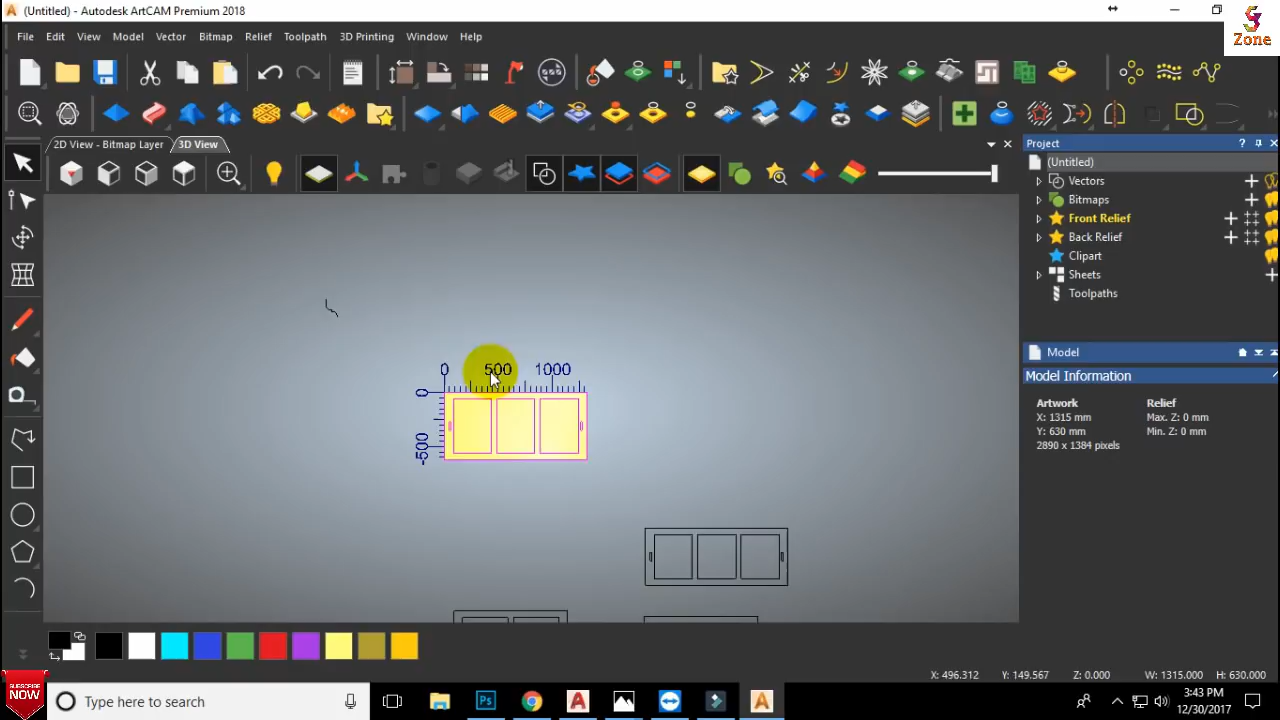 (Untitled) - Autodesk ArtCAM Premium 2018
Zone
File Edit View Model Vector Bitmap Relief Toolpath 3D Printing Window Help
2D View - Bitmap Layer 3D View
Project
(Untitled)
Vectors
Bitmaps
Front Relief
Back Relief
Clipart
Sheets
Toolpaths
Model
Model Information
Artwork Relief
X: 1315 mm Max. Z: 0 mm
Y: 630 mm Min. Z: 0 mm
2890 x 1384 pixels
0 500 1000
0
-500
X: 496.312 Y: 149.567 Z: 0.000 W: 1315.000 H: 630.000
SUBSCRIBE
NOW
Type here to search
Ps
3:43 PM
12/30/2017